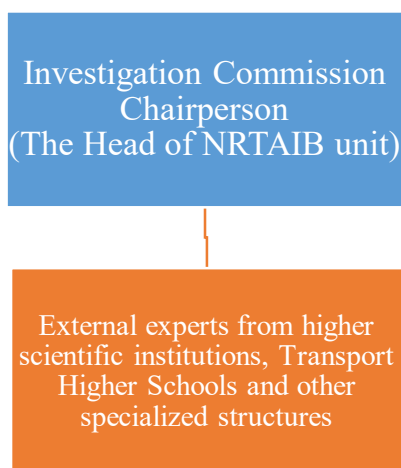 Investigation Commission
Chairperson
(The Head of NRTAIB unit)
External experts from higher
scientific institutions, Transport
Higher Schools and other
specialized structures